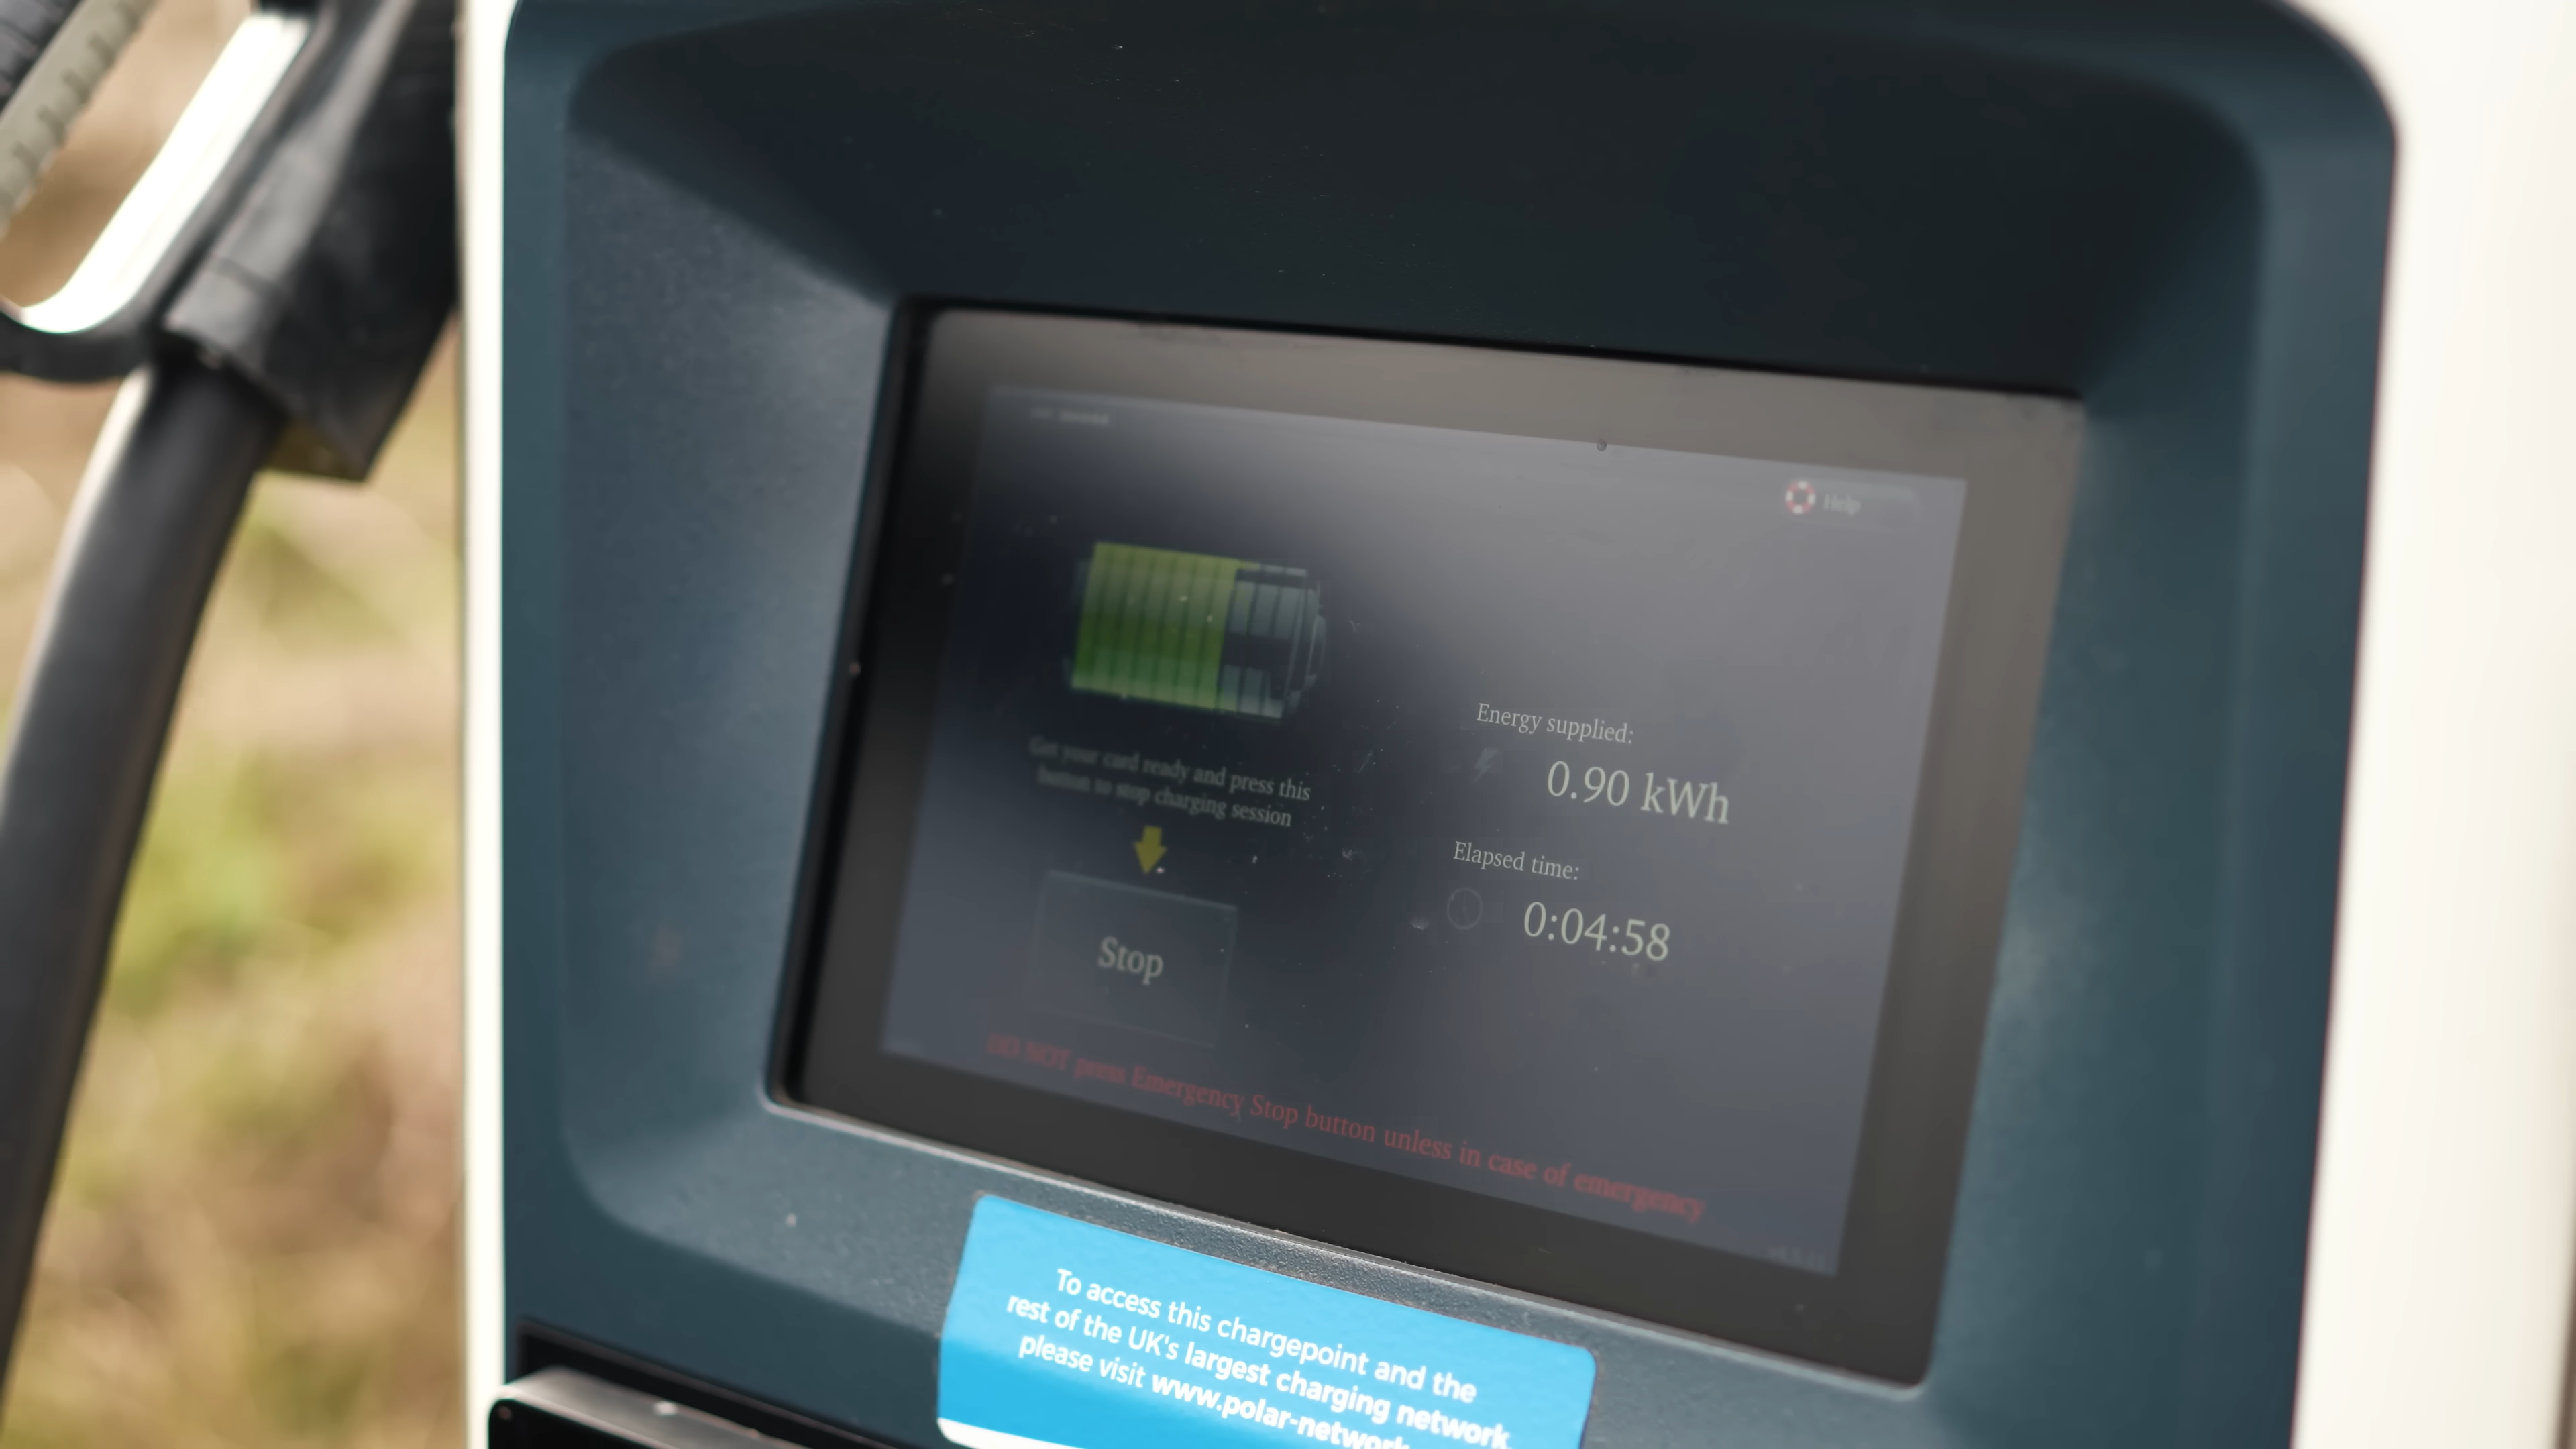 Help
Energy supplied:
0.90 kWh
Get your card ready and press this
button to stop charging session
Elapsed time:
0:04:58
Stop
DO NOT press Emergency Stop button unless in case of emergency
To access this chargepoint and the
rest of the UK's largest charging network,
please visit www.polar-network